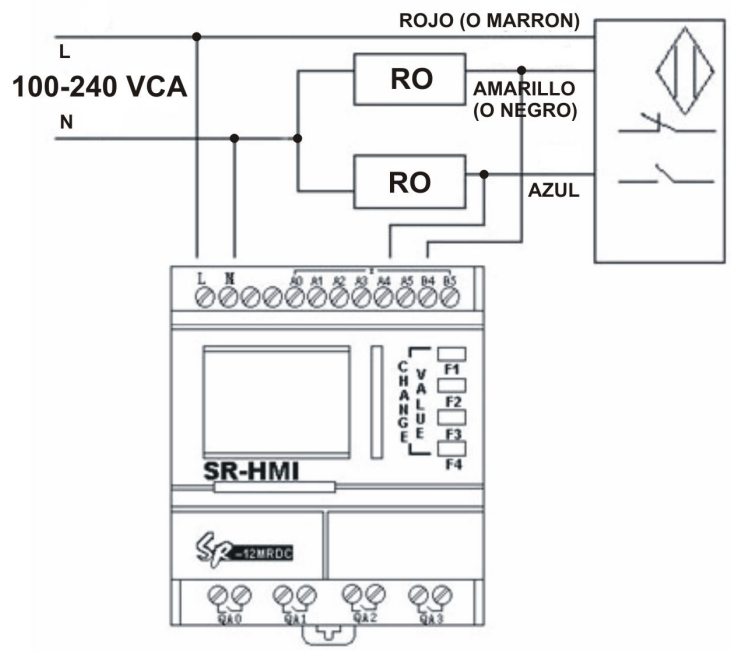 ROJO (O MARRON)
L
100-240 VCA
RO
AMARILLO
(O NEGRO)
N
RO
AZUL
I
L N A0 A1 A2 A3 A4 A5 B4 B5
CHANGE
VALUE
F1
F2
F3
F4
SR-HMI
SR -12MRDC
QA0 QA1 QA2 QA3